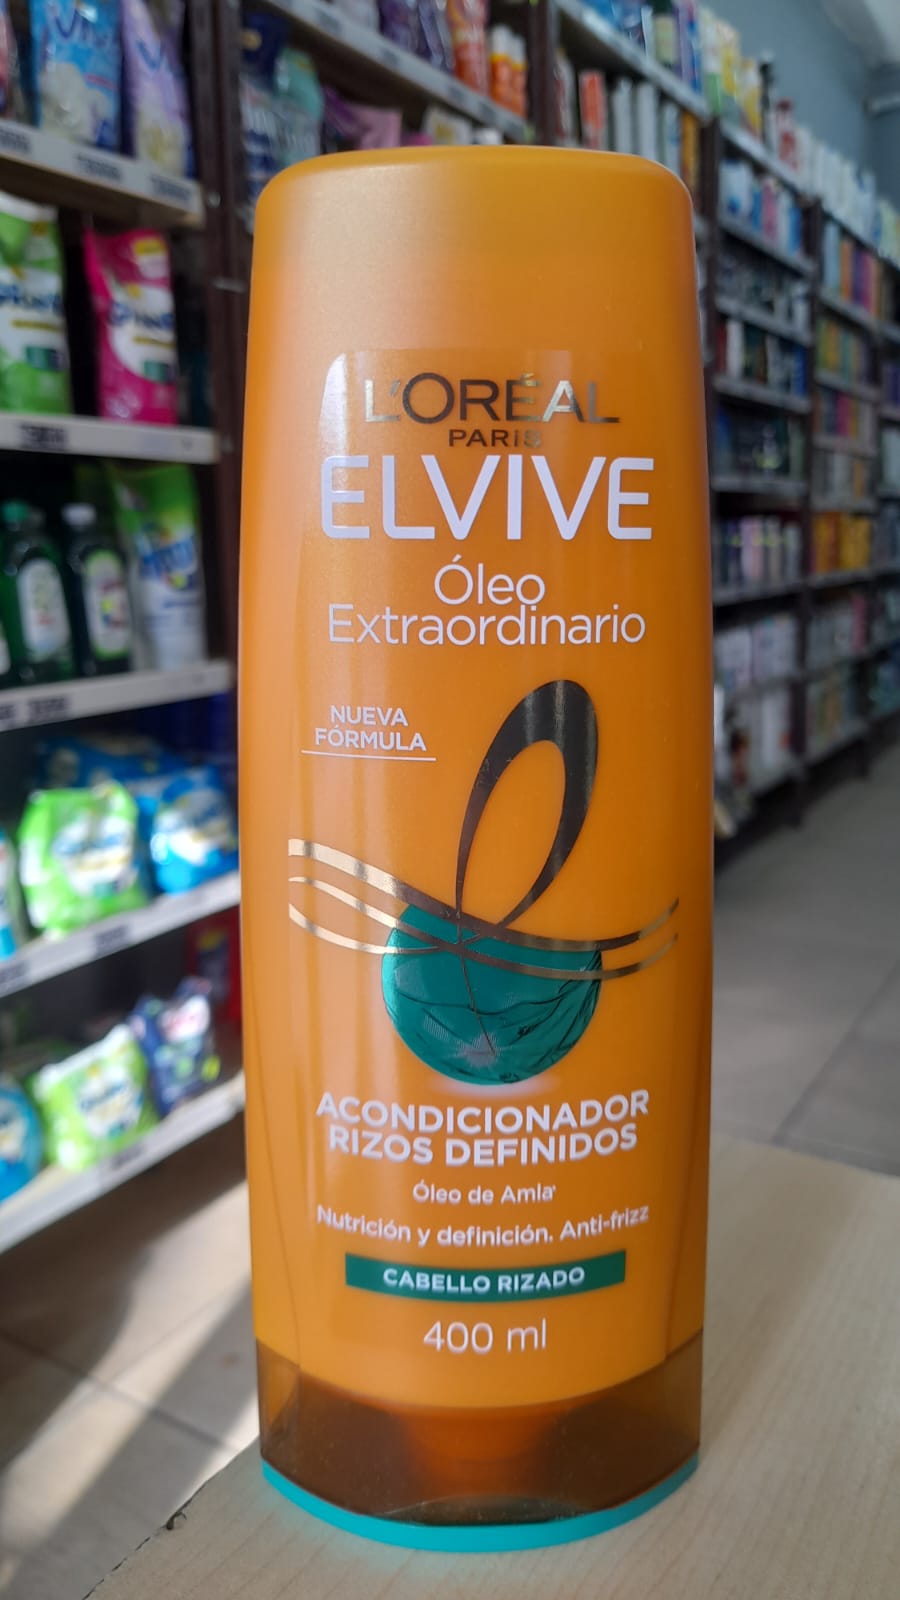 L'ORÉAL
PARIS
ELVIVE
Óleo
Extraordinario
NUEVA
FÓRMULA
ACONDICIONADOR
RIZOS DEFINIDOS
Óleo de Amla*
Nutrición y definición. Anti-frizz
CABELLO RIZADO
400 ml